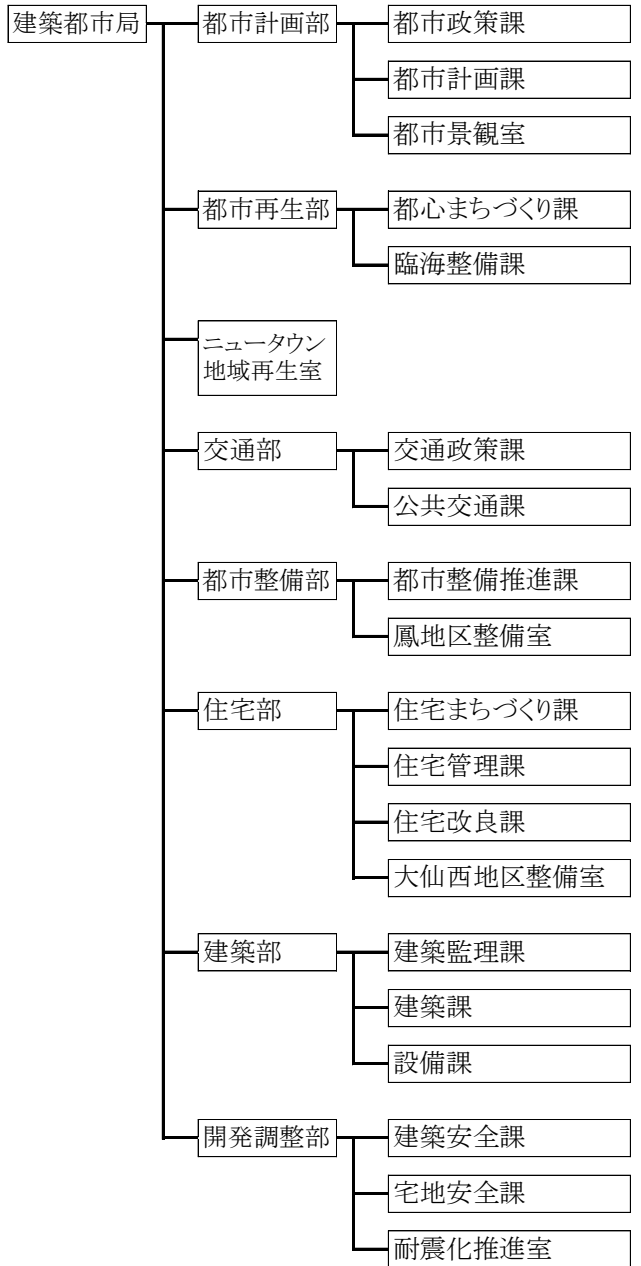 建築都市局
都市計画部
都市政策課
都市計画課
都市景観室
都市再生部
都心まちづくり課
臨海整備課
ニュータウン
地域再生室
交通部
交通政策課
公共交通課
都市整備部
都市整備推進課
鳳地区整備室
住宅部
住宅まちづくり課
住宅管理課
住宅改良課
大仙西地区整備室
建築部
建築監理課
建築課
設備課
開発調整部
建築安全課
宅地安全課
耐震化推進室